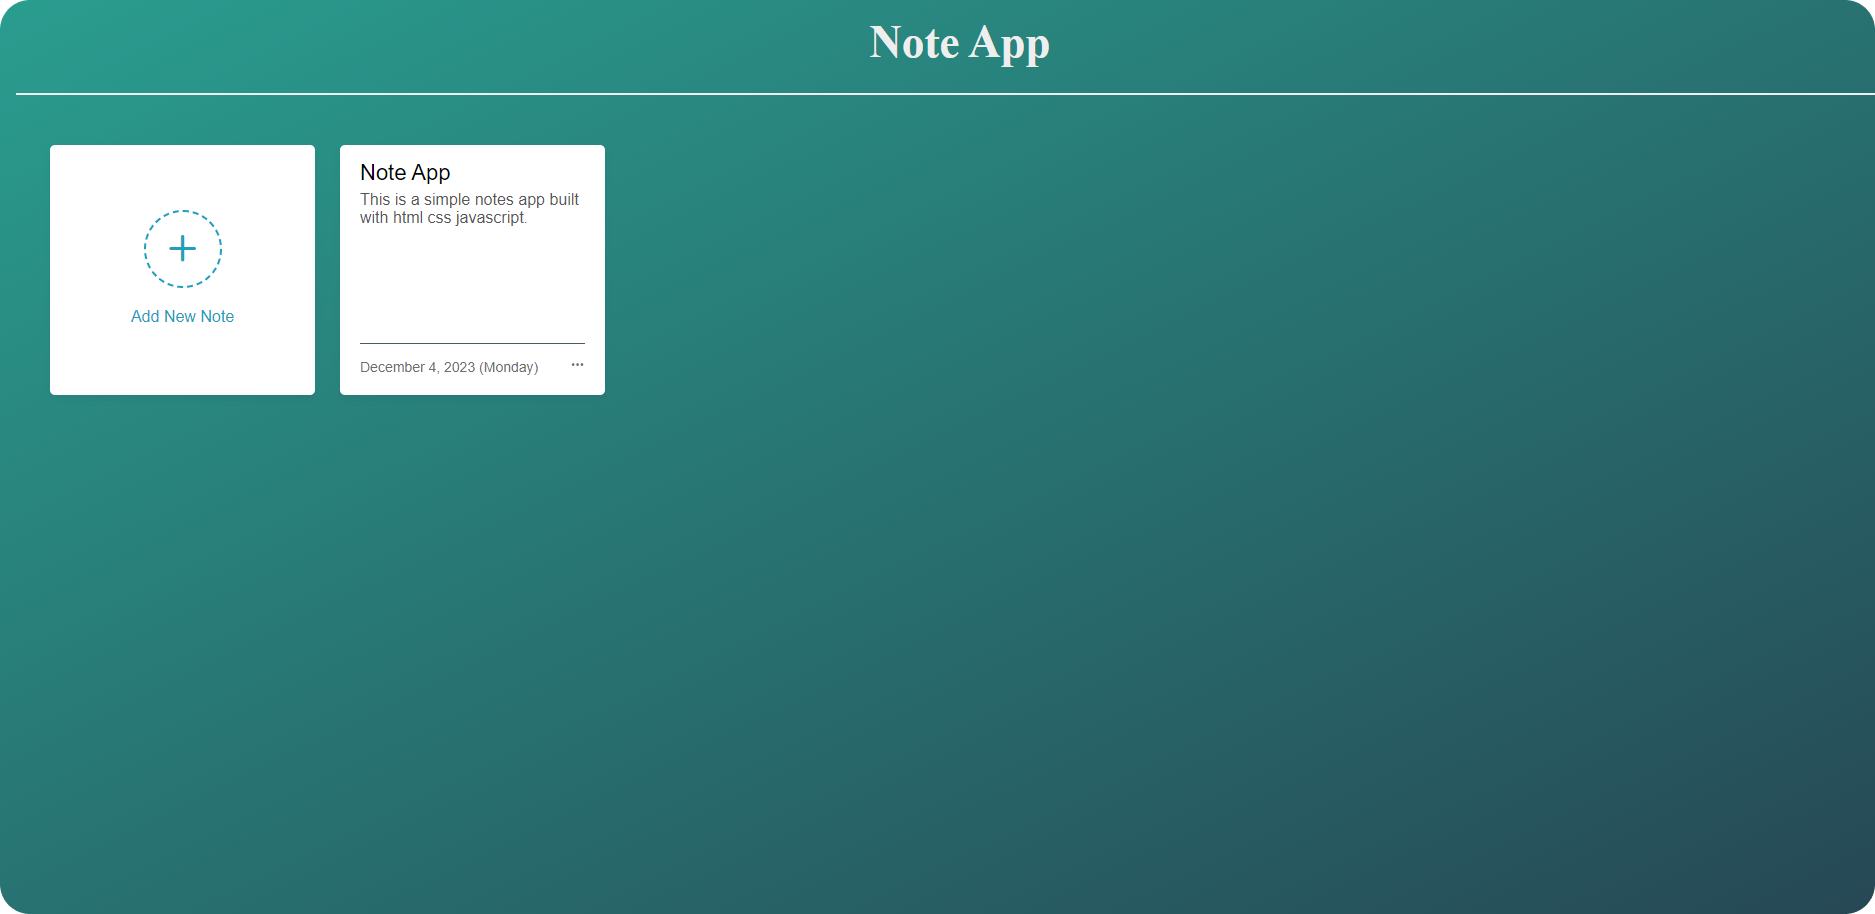 Note App
Add New Note
Note App
This is a simple notes app built
with html css javascript.
December 4, 2023 (Monday)